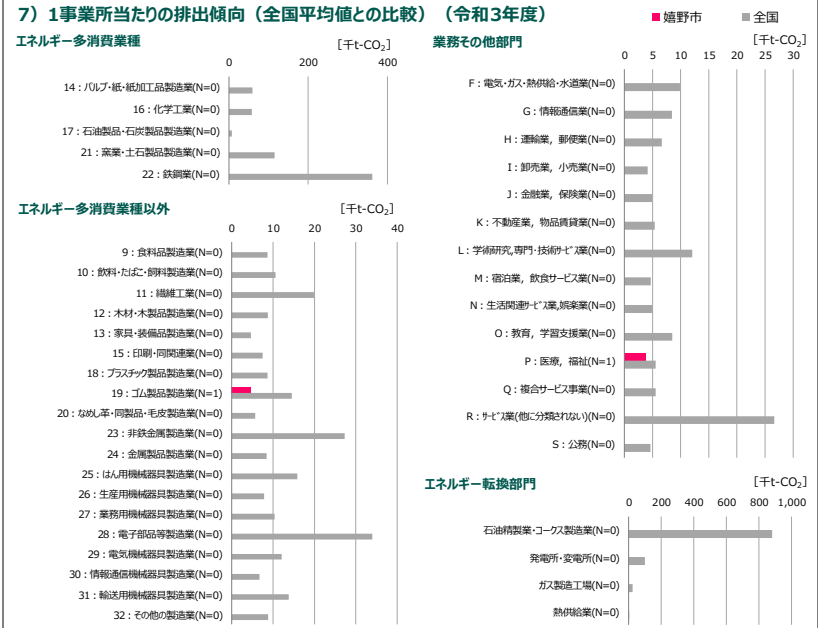 7）1事業所当たりの排出傾向（全国平均値との比較）（令和3年度）
■嬉野市 ■全国
エネルギー多消費業種
[千t-CO₂]
0 200 400
14：パルプ・紙・紙加工品製造業(N=0)
16：化学工業(N=0)
17：石油製品・石炭製品製造業(N=0)
21：窯業・土石製品製造業(N=0)
22：鉄鋼業(N=0)
エネルギー多消費業種以外
[千t-CO₂]
0 10 20 30 40
9：食料品製造業(N=0)
10：飲料・たばこ・飼料製造業(N=0)
11：繊維工業(N=0)
12：木材・木製品製造業(N=0)
13：家具・装備品製造業(N=0)
15：印刷・同関連業(N=0)
18：プラスチック製品製造業(N=0)
19：ゴム製品製造業(N=1)
20：なめし革・同製品・毛皮製造業(N=0)
23：非鉄金属製造業(N=0)
24：金属製品製造業(N=0)
25：はん用機械器具製造業(N=0)
26：生産用機械器具製造業(N=0)
27：業務用機械器具製造業(N=0)
28：電子部品等製造業(N=0)
29：電気機械器具製造業(N=0)
30：情報通信機械器具製造業(N=0)
31：輸送用機械器具製造業(N=0)
32：その他の製造業(N=0)
業務その他部門
[千t-CO₂]
0 5 10 15 20 25 30
F：電気・ガス・熱供給・水道業(N=0)
G：情報通信業(N=0)
H：運輸業，郵便業(N=0)
I：卸売業，小売業(N=0)
J：金融業，保険業(N=0)
K：不動産業，物品賃貸業(N=0)
L：学術研究,専門・技術サービス業(N=0)
M：宿泊業，飲食サービス業(N=0)
N：生活関連サービス業,娯楽業(N=0)
O：教育，学習支援業(N=0)
P：医療，福祉(N=1)
Q：複合サービス事業(N=0)
R：サービス業(他に分類されない)(N=0)
S：公務(N=0)
エネルギー転換部門
[千t-CO₂]
0 200 400 600 800 1,000
石油精製業・コークス製造業(N=0)
発電所・変電所(N=0)
ガス製造工場(N=0)
熱供給業(N=0)